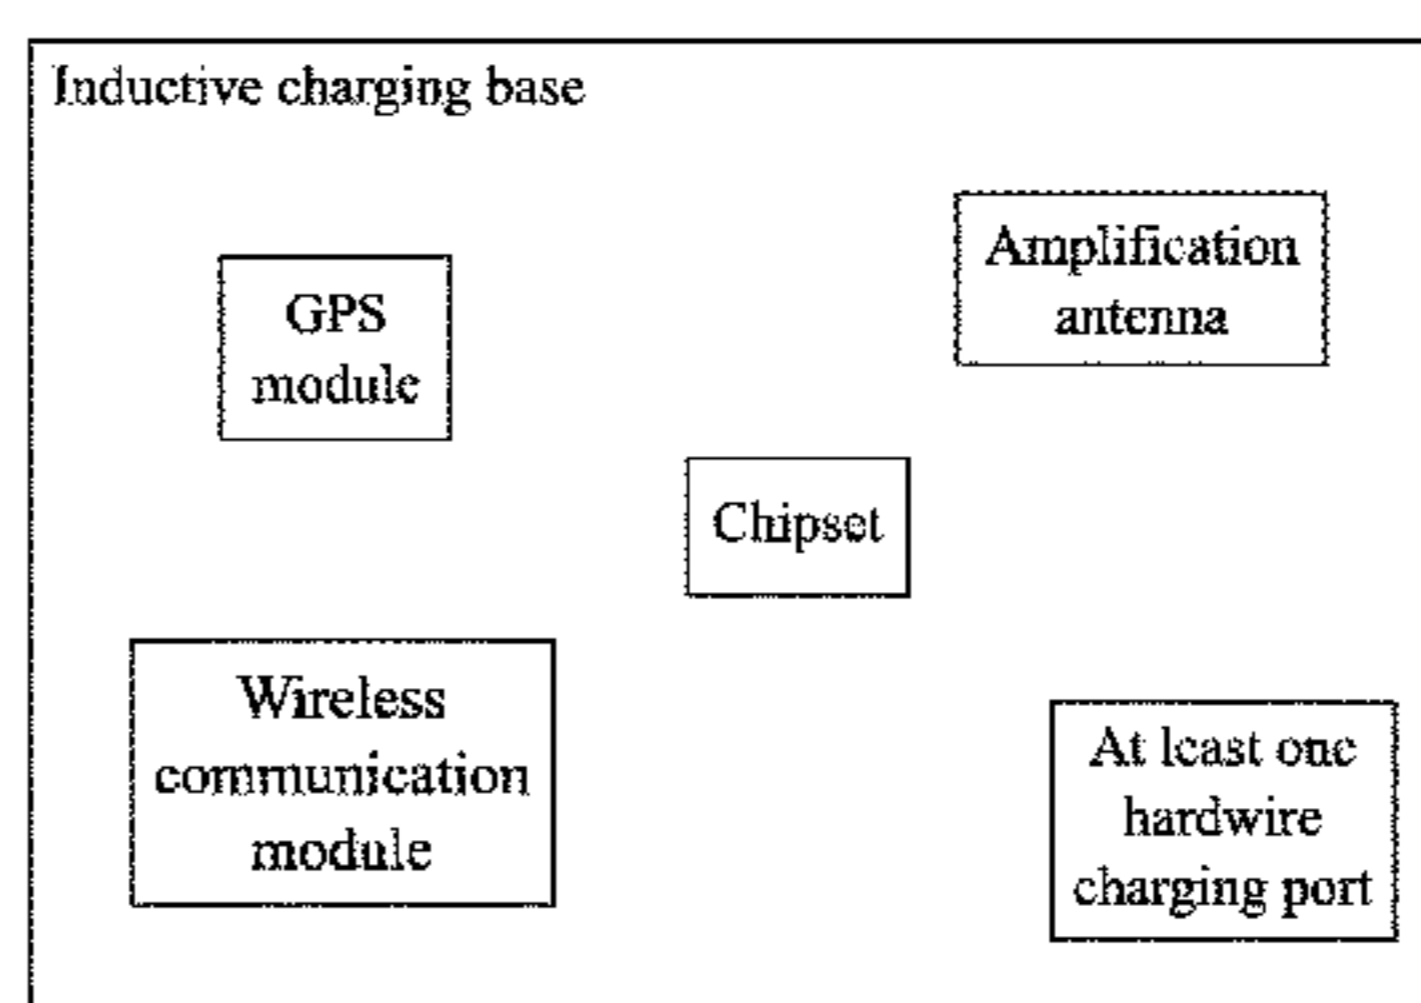 Inductive charging base
Amplification
antenna
GPS
module
Chipset
Wireless
communication
module
At least one
hardwire
charging port